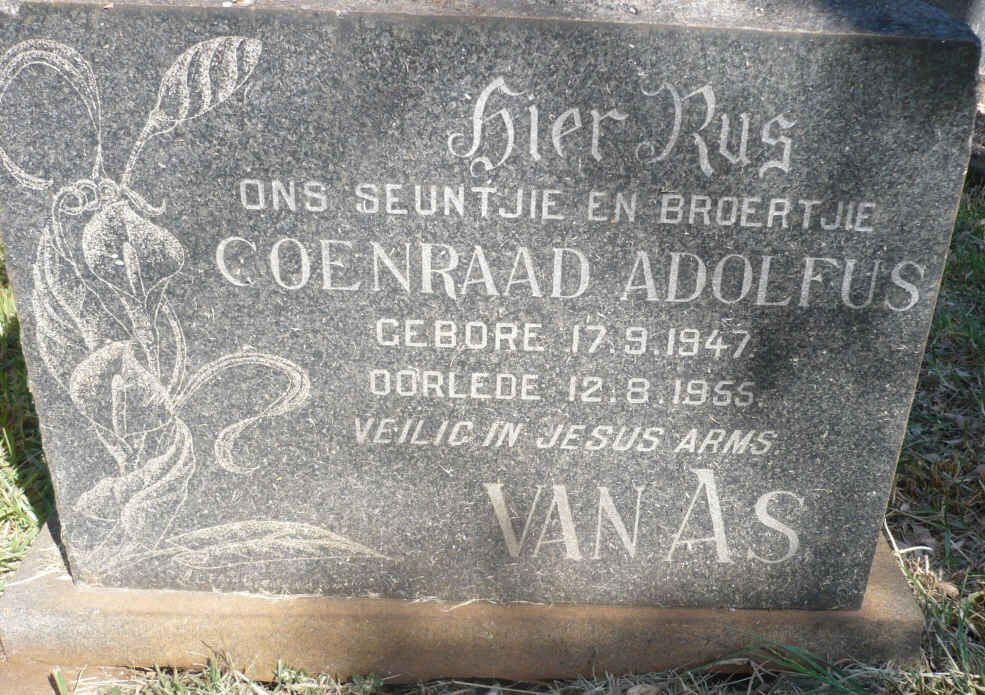 Hier Rus
ONS SEUNTJIE EN BROERTJIE
COENRAAD ADOLFUS
GEBORE 17.9.1947.
OORLEDE 12.8.1955.
VEILIG IN JESUS ARMS.
VAN AS